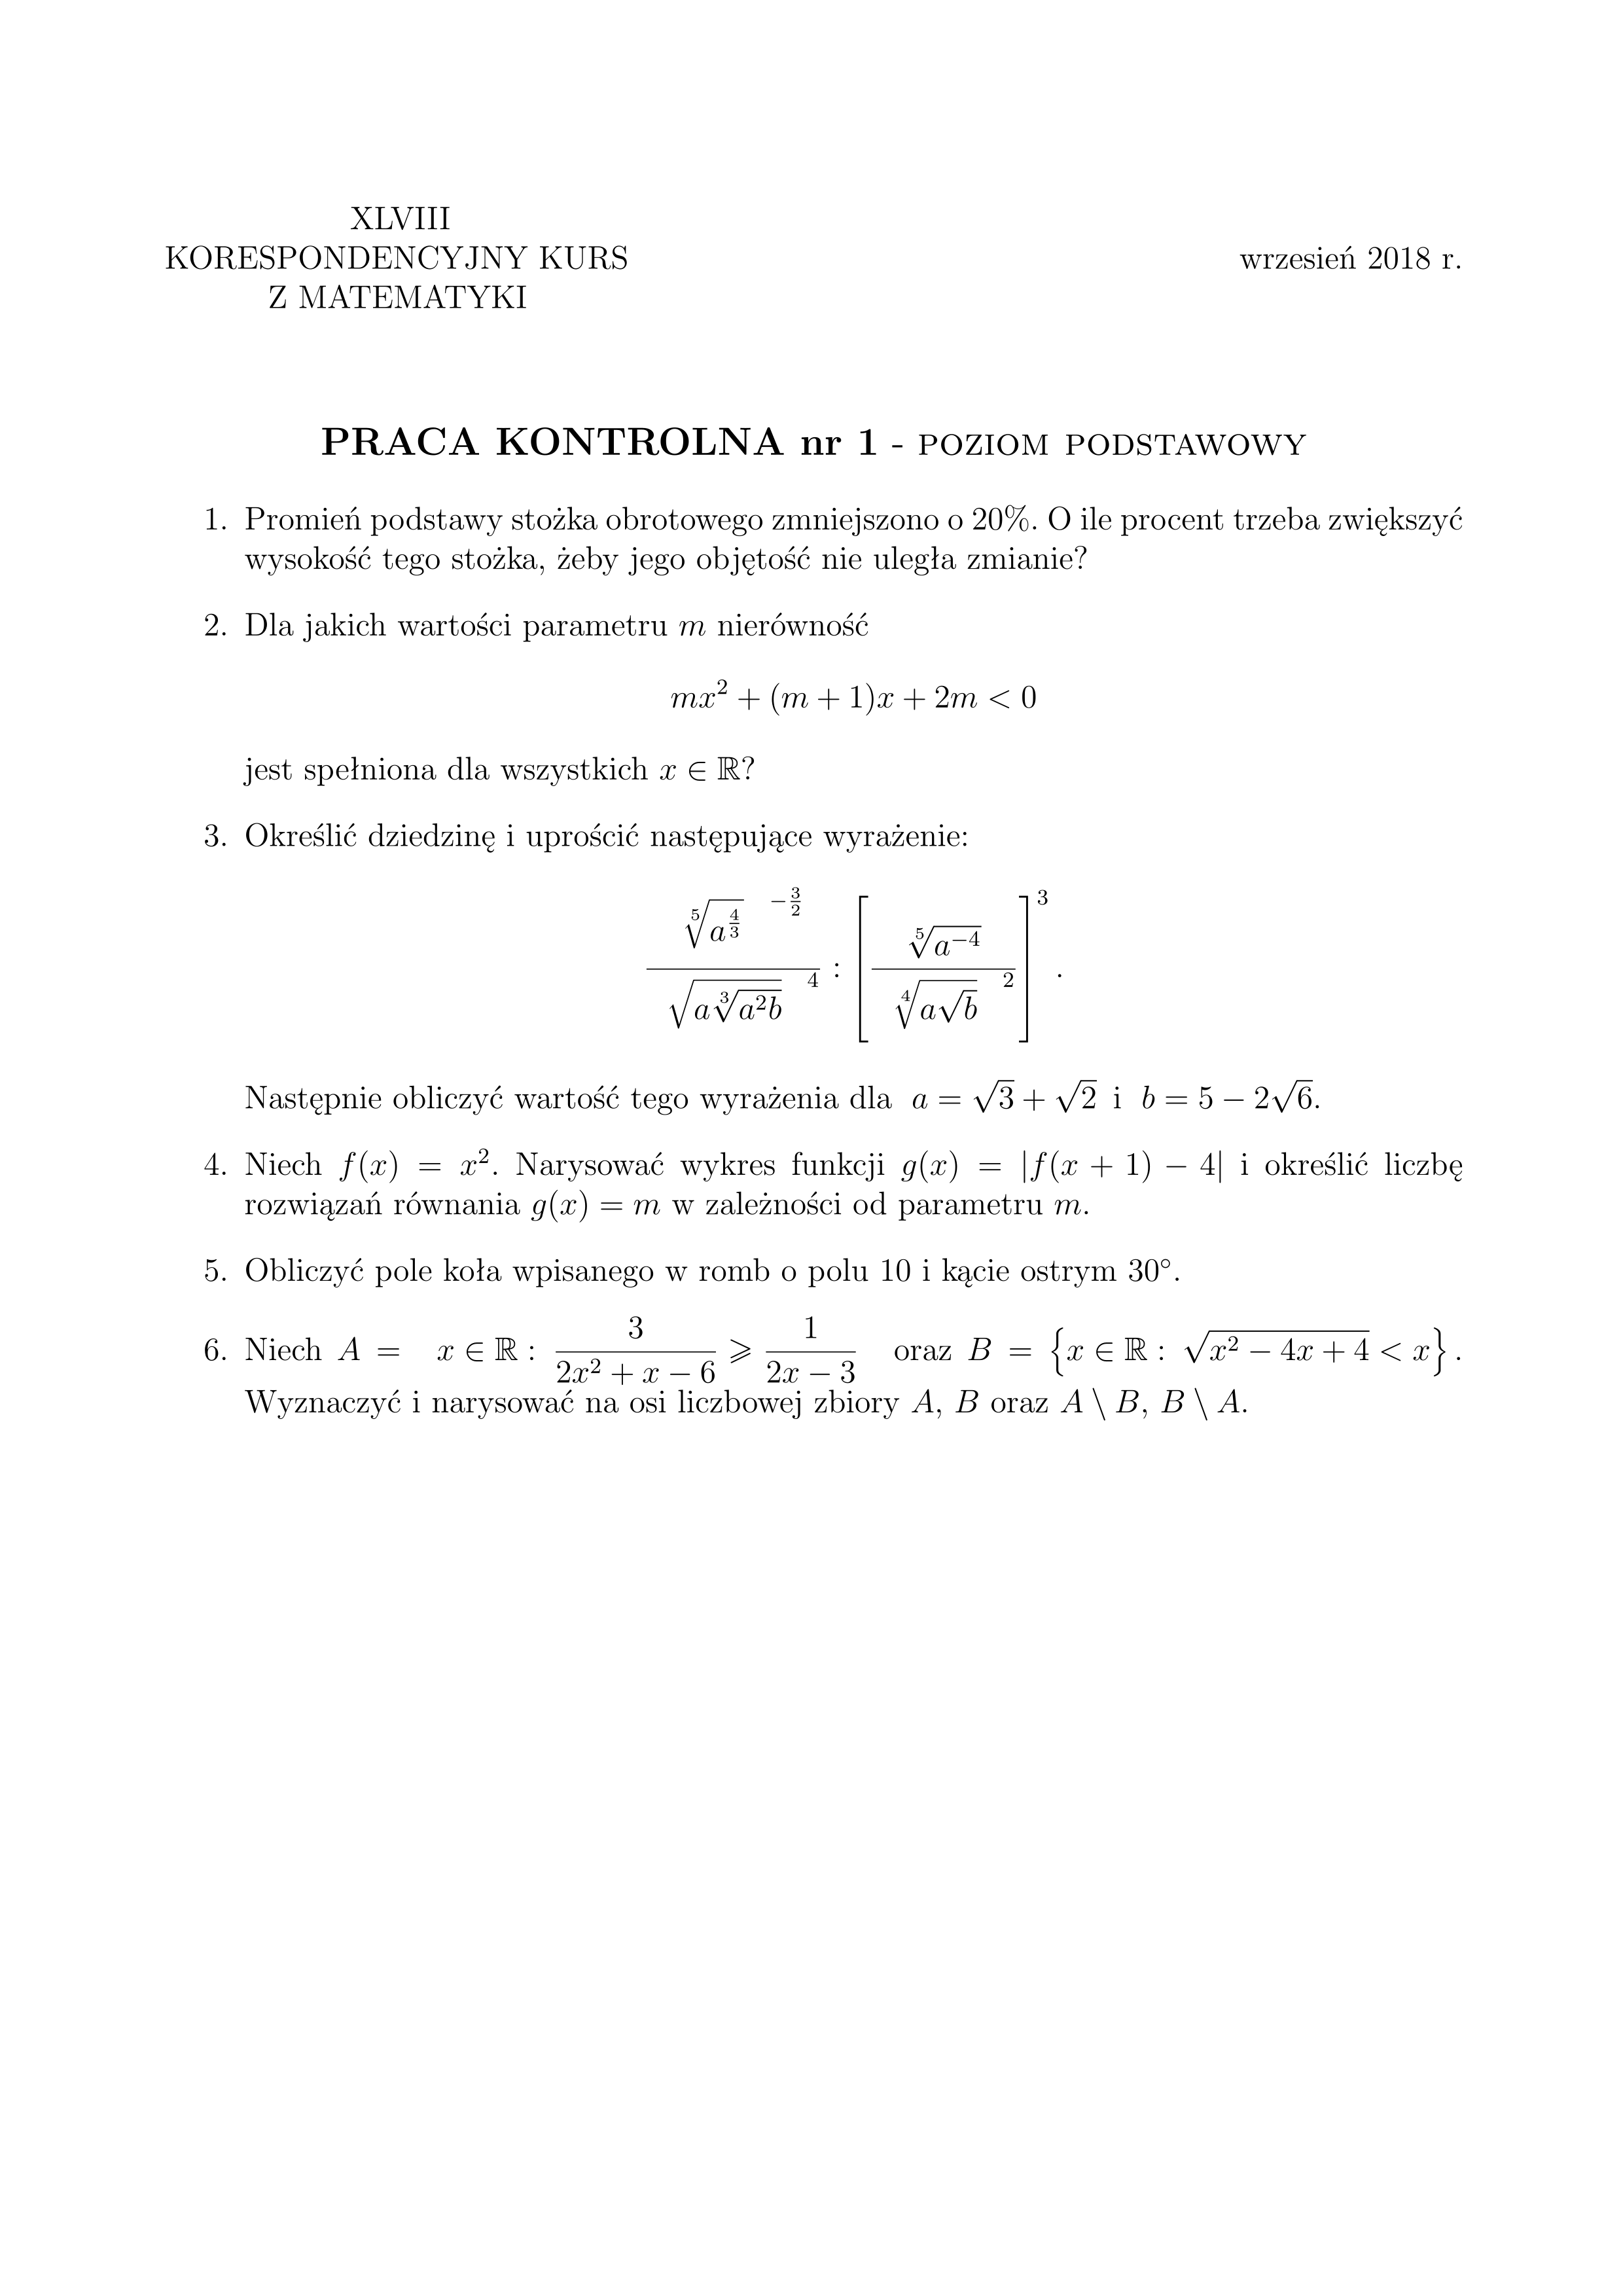 XLVIII
KORESPONDENCYJNY KURS
Z MATEMATYKI
wrzesień 2018 r.
PRACA KONTROLNA nr 1 - POZIOM PODSTAWOWY
1. Promień podstawy stożka obrotowego zmniejszono o 20%. O ile procent trzeba zwiększyć
wysokość tego stożka, żeby jego objętość nie uległa zmianie?
2. Dla jakich wartości parametru $m$ nierówność
$$mx^2 + (m+1)x + 2m < 0$$
jest spełniona dla wszystkich $x \in \mathbb{R}$?
3. Określić dziedzinę i uprościć następujące wyrażenie:
$$\frac{\sqrt[5]{a^{\frac{4}{3}}}^{\;-\frac{3}{2}}}{\sqrt{a\sqrt[3]{a^2b}}^{\;4}} : \left[\frac{\sqrt[5]{a^{-4}}}{\sqrt[4]{a\sqrt{b}}^{\;2}}\right]^3.$$
Następnie obliczyć wartość tego wyrażenia dla $a = \sqrt{3} + \sqrt{2}$ i $b = 5 - 2\sqrt{6}$.
4. Niech $f(x) = x^2$. Narysować wykres funkcji $g(x) = |f(x+1) - 4|$ i określić liczbę
rozwiązań równania $g(x) = m$ w zależności od parametru $m$.
5. Obliczyć pole koła wpisanego w romb o polu 10 i kącie ostrym $30^\circ$.
6. Niech $A = \; x \in \mathbb{R} : \frac{3}{2x^2 + x - 6} \geqslant \frac{1}{2x - 3}$ oraz $B = \left\{x \in \mathbb{R} : \sqrt{x^2 - 4x + 4} < x\right\}.$
Wyznaczyć i narysować na osi liczbowej zbiory $A$, $B$ oraz $A \setminus B$, $B \setminus A$.